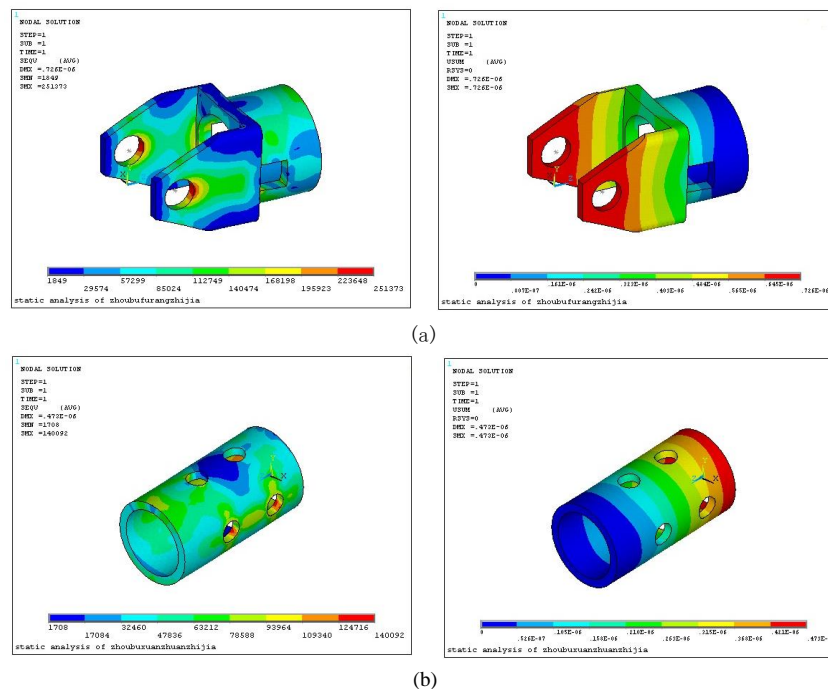 1
NODAL SOLUTION
STEP=1
SUB =1
TIME=1
SEQV (AVG)
DMX =.726E-06
SMN =1849
SMX =251373
X
1849 57299 112749 168198 223648
29574 85024 140474 195923 251373
static analysis of zhoubufurangzhijia
1
NODAL SOLUTION
STEP=1
SUB =1
TIME=1
USUM (AVG)
RSYS=0
DMX =.726E-06
SMX =.726E-06
Y
Z
0 .161E-06 .323E-06 .484E-06 .645E-06
.807E-07 .242E-06 .403E-06 .565E-06 .726E-06
static analysis of zhoubufurangzhijia
(a)
1
NODAL SOLUTION
STEP=1
SUB =1
TIME=1
SEQV (AVG)
DMX =.473E-06
SMN =1708
SMX =140092
Y
X
1708 32460 63212 93964 124716
17084 47836 78588 109340 140092
static analysis of zhoubuxuanzhuanzhijia
1
NODAL SOLUTION
STEP=1
SUB =1
TIME=1
USUM (AVG)
RSYS=0
DMX =.473E-06
SMX =.473E-06
Y
Z X
0 .105E-06 .210E-06 .315E-06 .421E-06
.526E-07 .158E-06 .263E-06 .368E-06 .473E-06
static analysis of zhoubuxuanzhuanzhijia
(b)